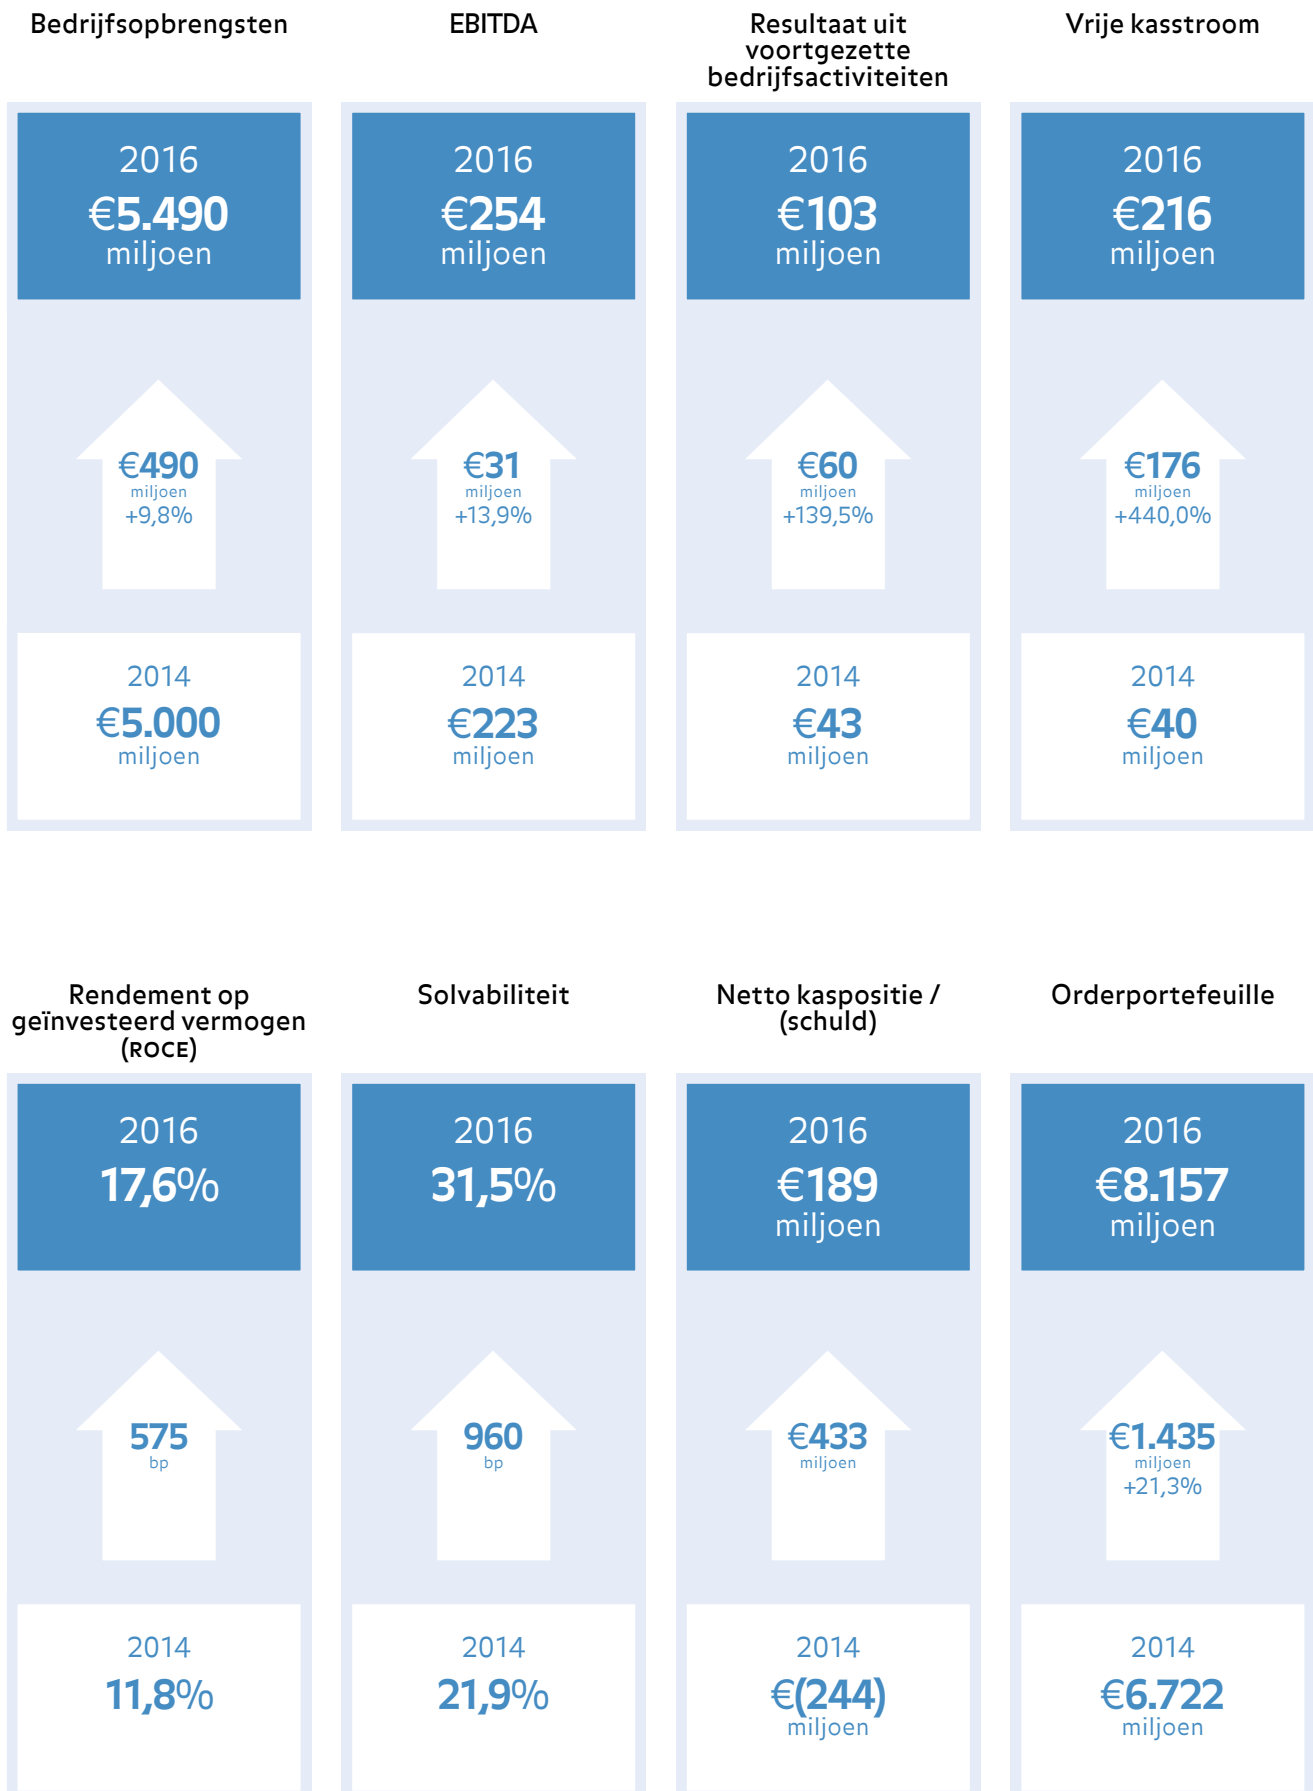 Bedrijfsopbrengsten
2016
€5.490
miljoen
€490
miljoen
+9,8%
2014
€5.000
miljoen
EBITDA
2016
€254
miljoen
€31
miljoen
+13,9%
2014
€223
miljoen
Resultaat uit
voortgezette
bedrijfsactiviteiten
2016
€103
miljoen
€60
miljoen
+139,5%
2014
€43
miljoen
Vrije kasstroom
2016
€216
miljoen
€176
miljoen
+440,0%
2014
€40
miljoen
Rendement op
geïnvesteerd vermogen
(ROCE)
2016
17,6%
575
bp
2014
11,8%
Solvabiliteit
2016
31,5%
960
bp
2014
21,9%
Netto kaspositie /
(schuld)
2016
€189
miljoen
€433
miljoen
2014
€(244)
miljoen
Orderportefeuille
2016
€8.157
miljoen
€1.435
miljoen
+21,3%
2014
€6.722
miljoen